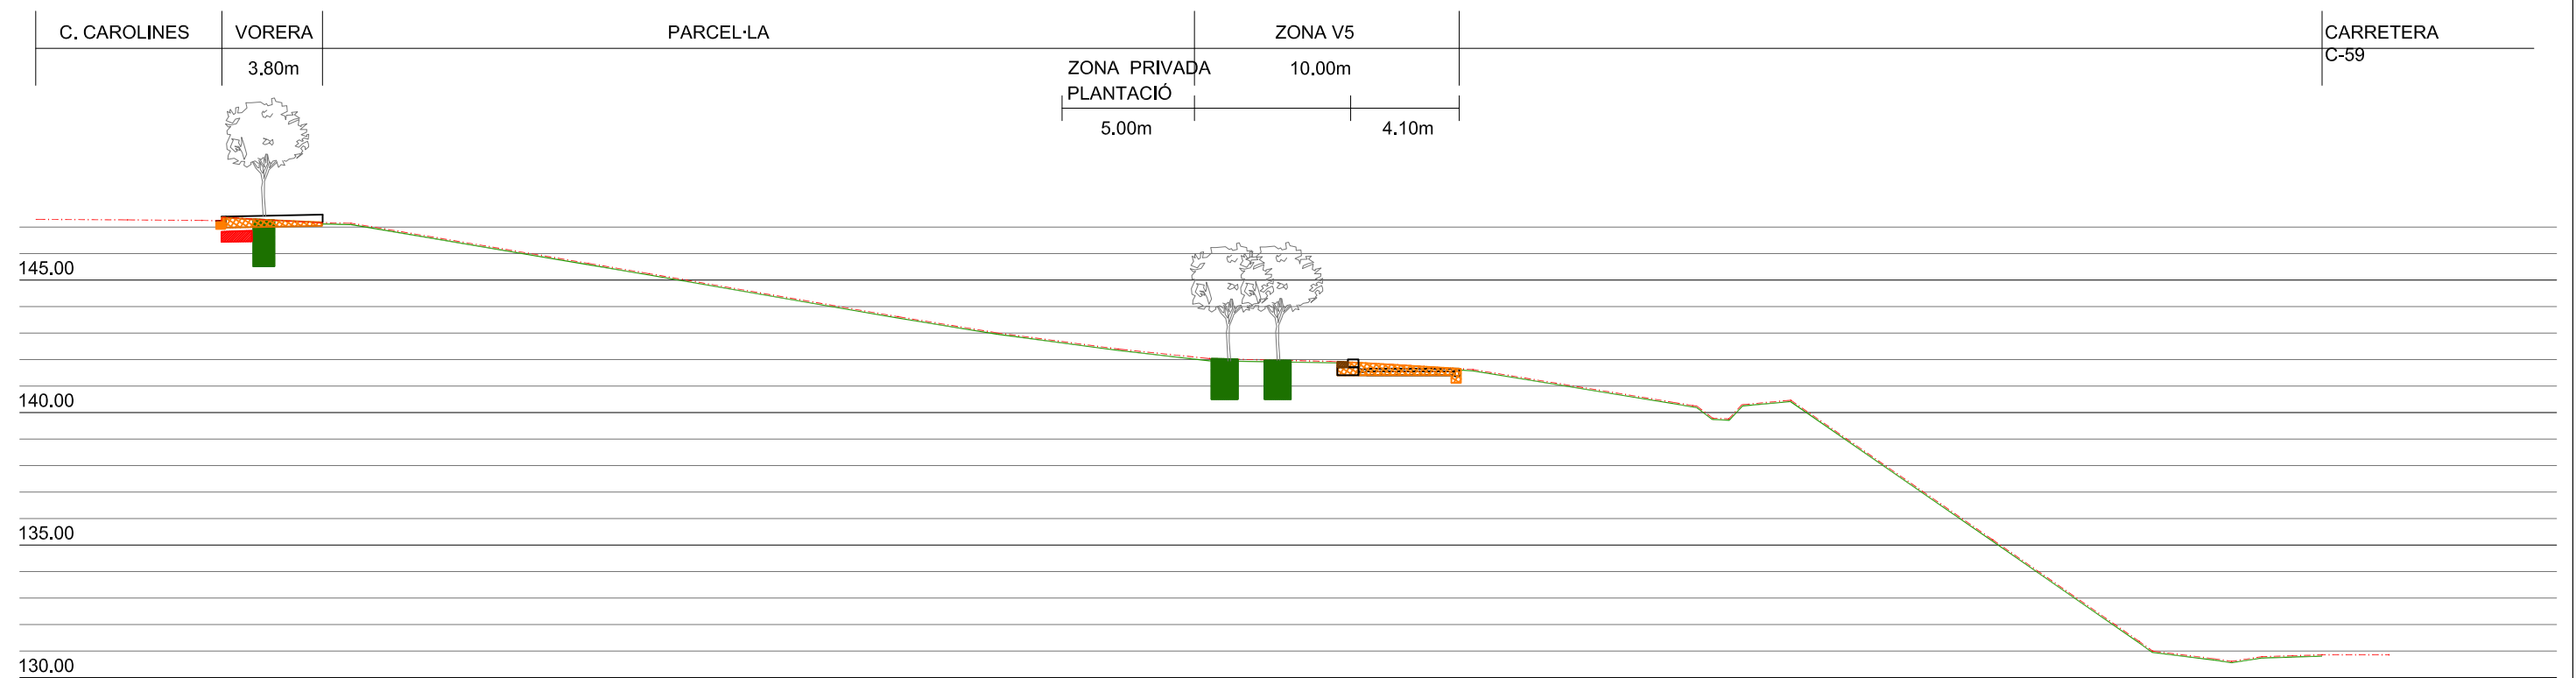 C. CAROLINES
VORERA
PARCEL·LA
ZONA V5
CARRETERA
C-59
3.80m
ZONA PRIVADA
PLANTACIÓ
10.00m
5.00m
4.10m
145.00
140.00
135.00
130.00